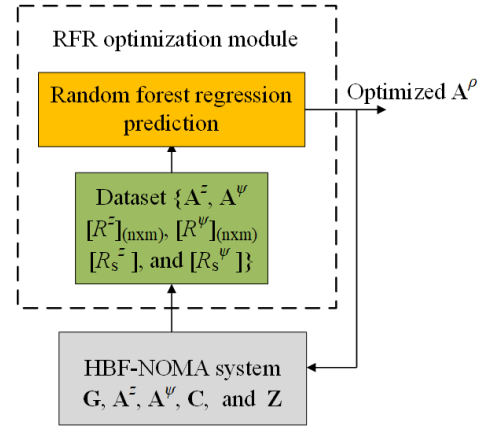 RFR optimization module
Random forest regression
prediction
Optimized A^ρ
Dataset {A^z, A^ψ
[R^z](nxm), [R^ψ](nxm)
[R_s^z], and [R_s^ψ]}
HBF-NOMA system
G, A^z, A^ψ, C, and Z